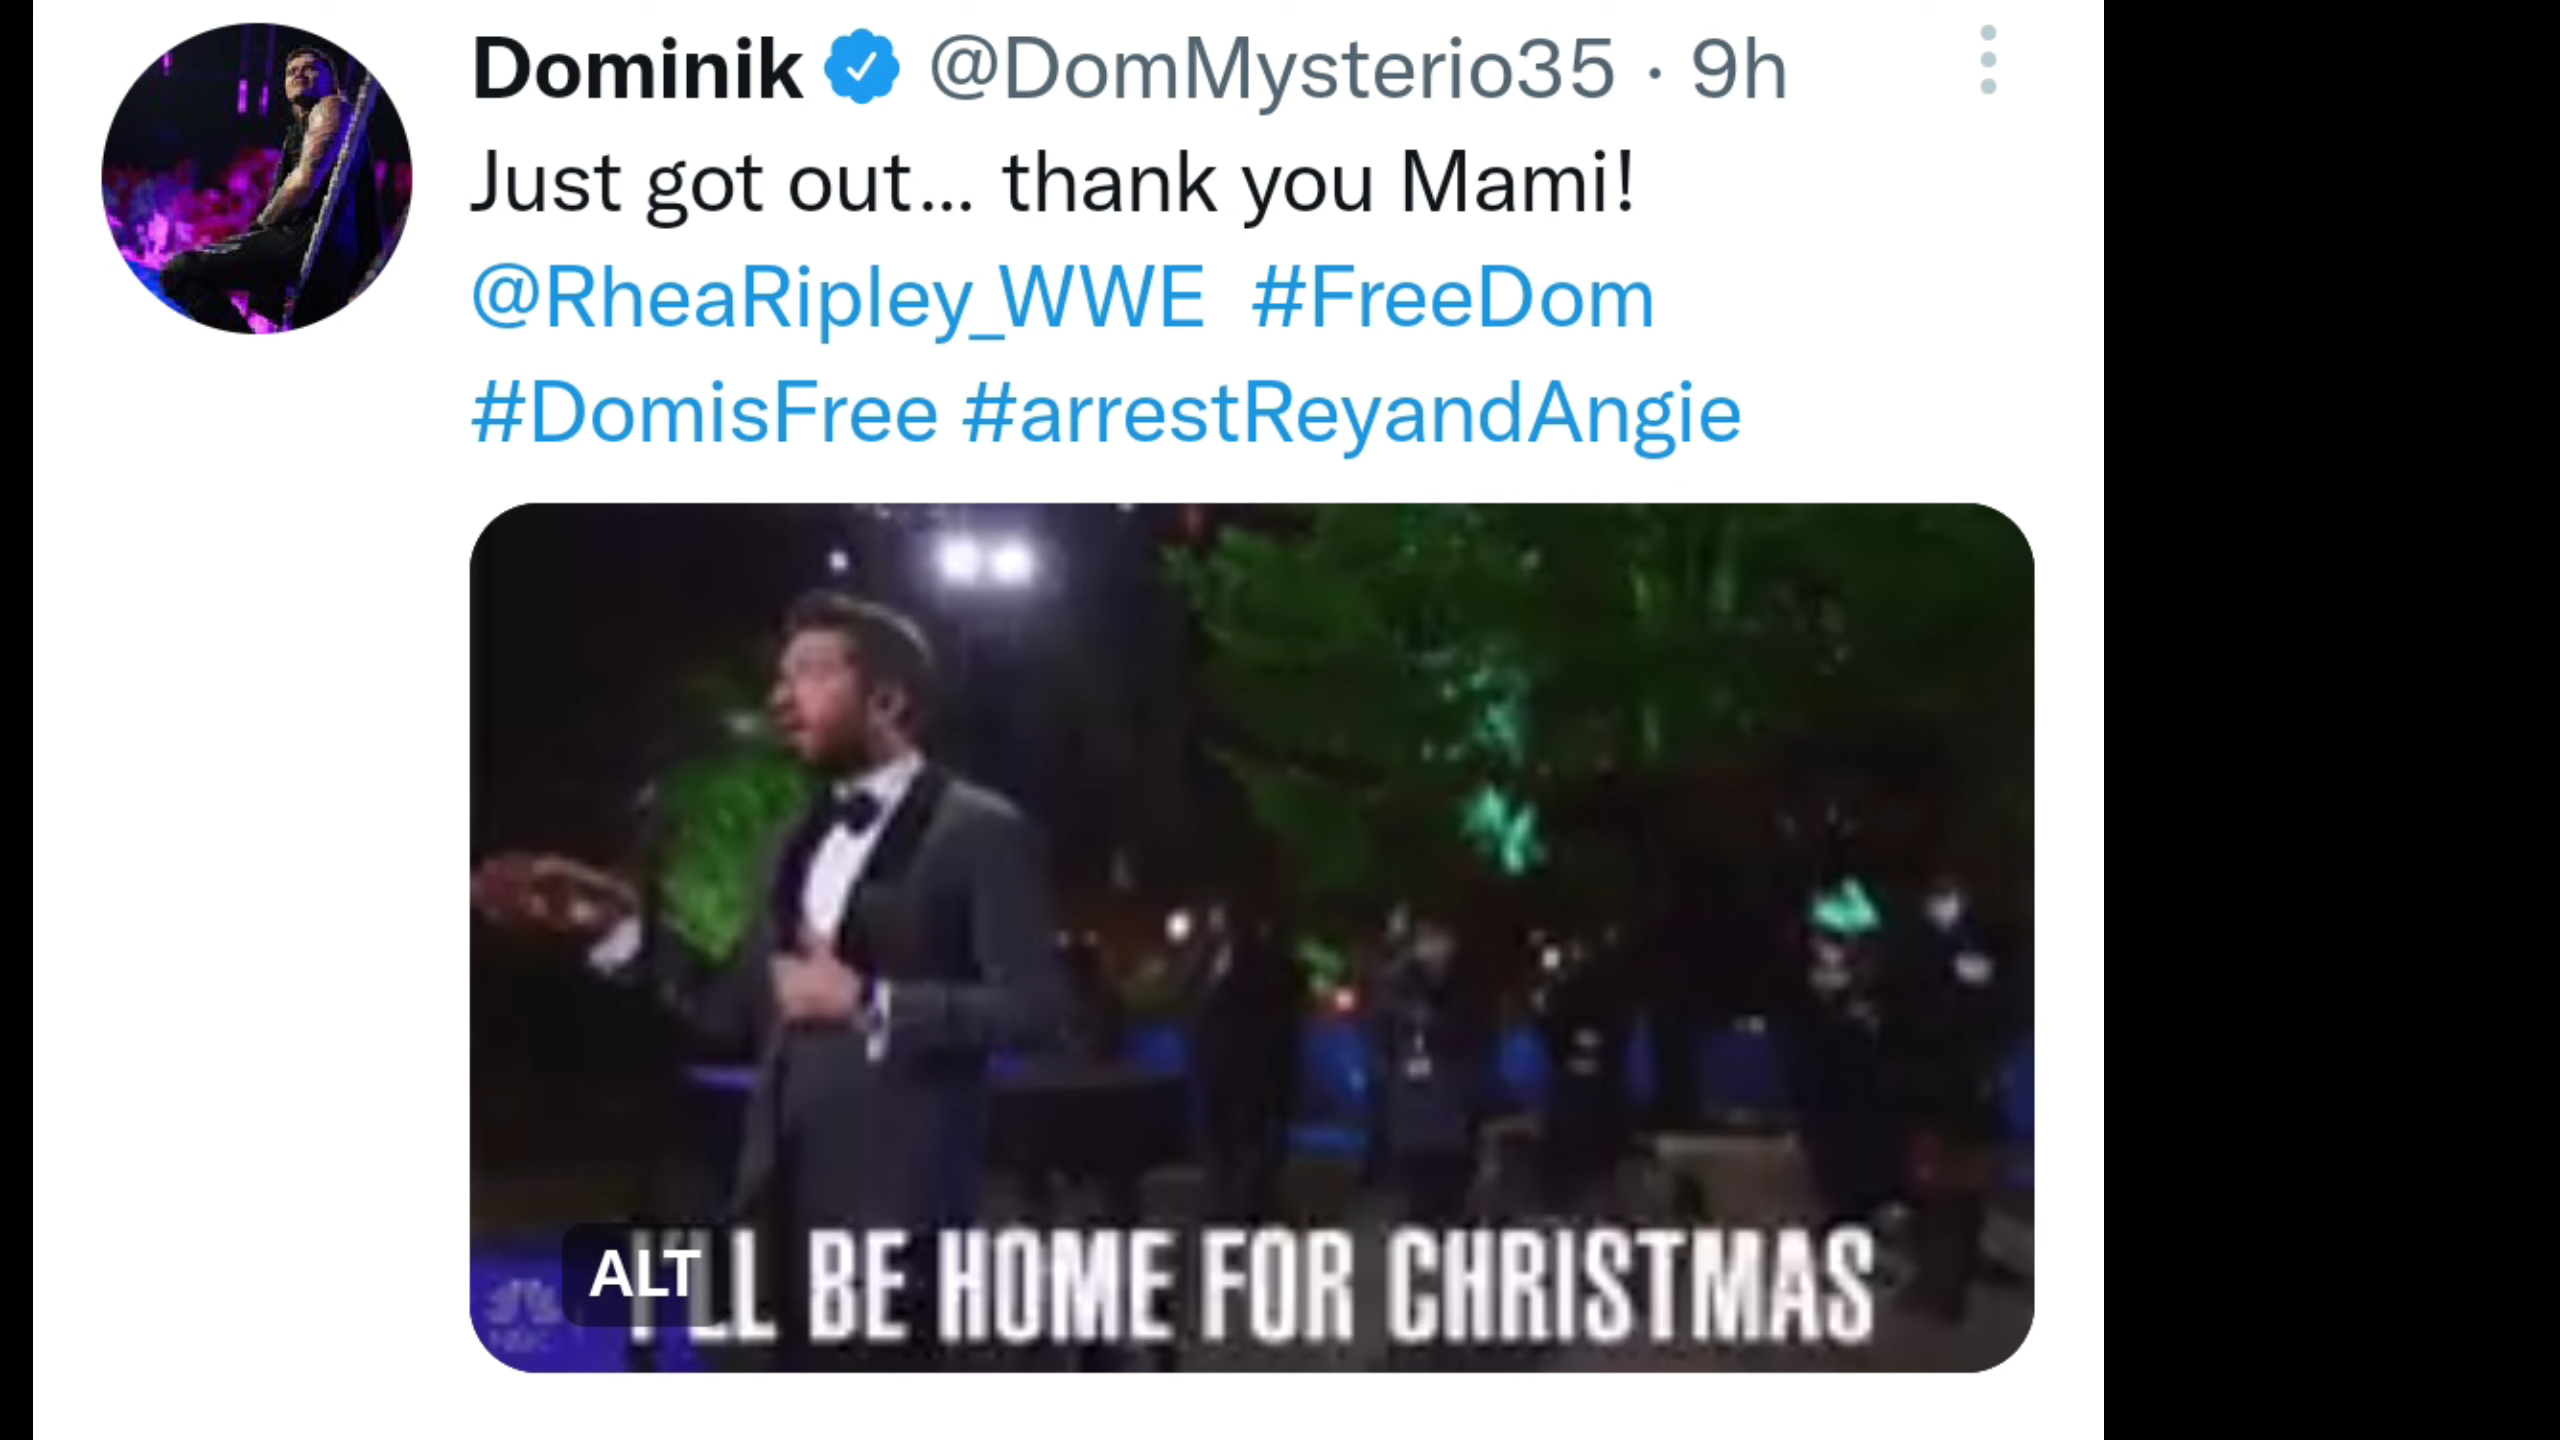 Dominik @DomMysterio35 · 9h
Just got out... thank you Mami!
@RheaRipley_WWE #FreeDom
#DomisFree #arrestReyandAngie
ALT
I'LL BE HOME FOR CHRISTMAS
NBC